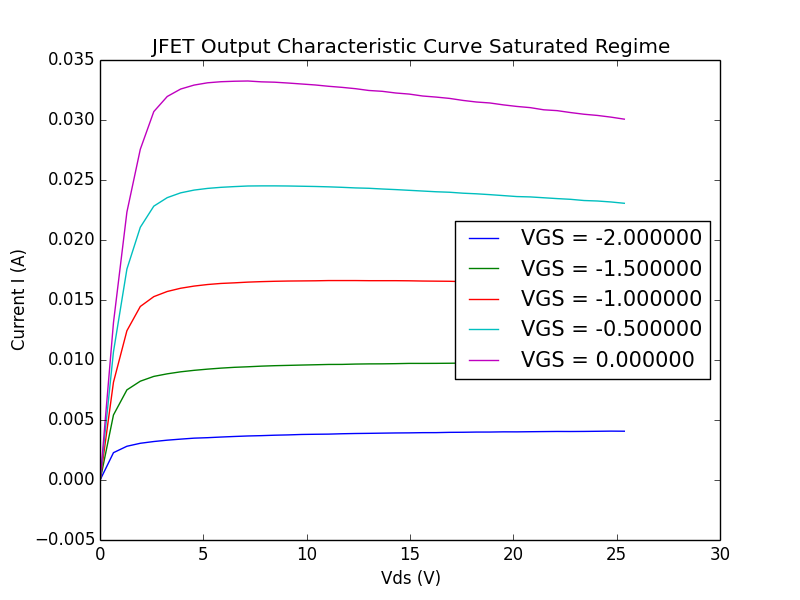 JFET Output Characteristic Curve Saturated Regime
0.035
0.030
0.025
0.020
0.015
0.010
0.005
0.000
−0.005
Current I (A)
VGS = -2.000000
VGS = -1.500000
VGS = -1.000000
VGS = -0.500000
VGS = 0.000000
0 5 10 15 20 25 30
Vds (V)